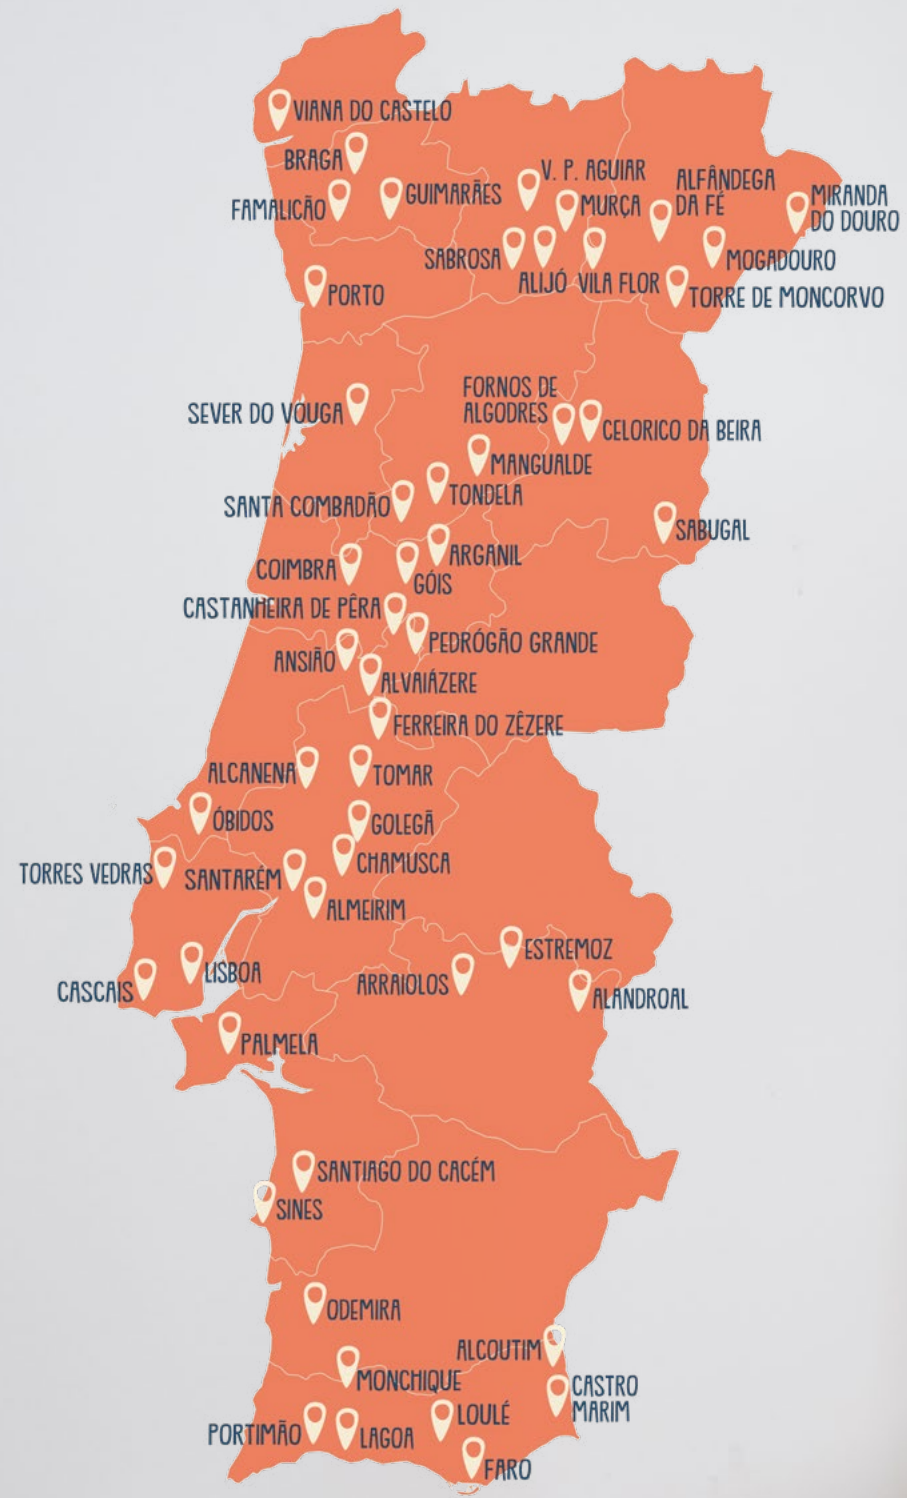 VIANA DO CASTELO
BRAGA
FAMALICÃO
GUIMARÃES
V. P. AGUIAR
MURÇA
ALFÂNDEGA
DA FÉ
MIRANDA
DO DOURO
SABROSA
ALIJÓ
VILA FLOR
MOGADOURO
TORRE DE MONCORVO
PORTO
SEVER DO VOUGA
FORNOS DE
ALGODRES
CELORICO DA BEIRA
MANGUALDE
TONDELA
SANTA COMBADÃO
SABUGAL
ARGANIL
COIMBRA
GÓIS
CASTANHEIRA DE PÊRA
PEDRÓGÃO GRANDE
ANSIÃO
ALVAIÁZERE
FERREIRA DO ZÊZERE
ALCANENA
TOMAR
ÓBIDOS
GOLEGÃ
CHAMUSCA
TORRES VEDRAS
SANTARÉM
ALMEIRIM
ESTREMOZ
ARRAIOLOS
ALANDROAL
LISBOA
CASCAIS
PALMELA
SANTIAGO DO CACÉM
SINES
ODEMIRA
ALCOUTIM
MONCHIQUE
CASTRO
MARIM
PORTIMÃO
LAGOA
LOULÉ
FARO